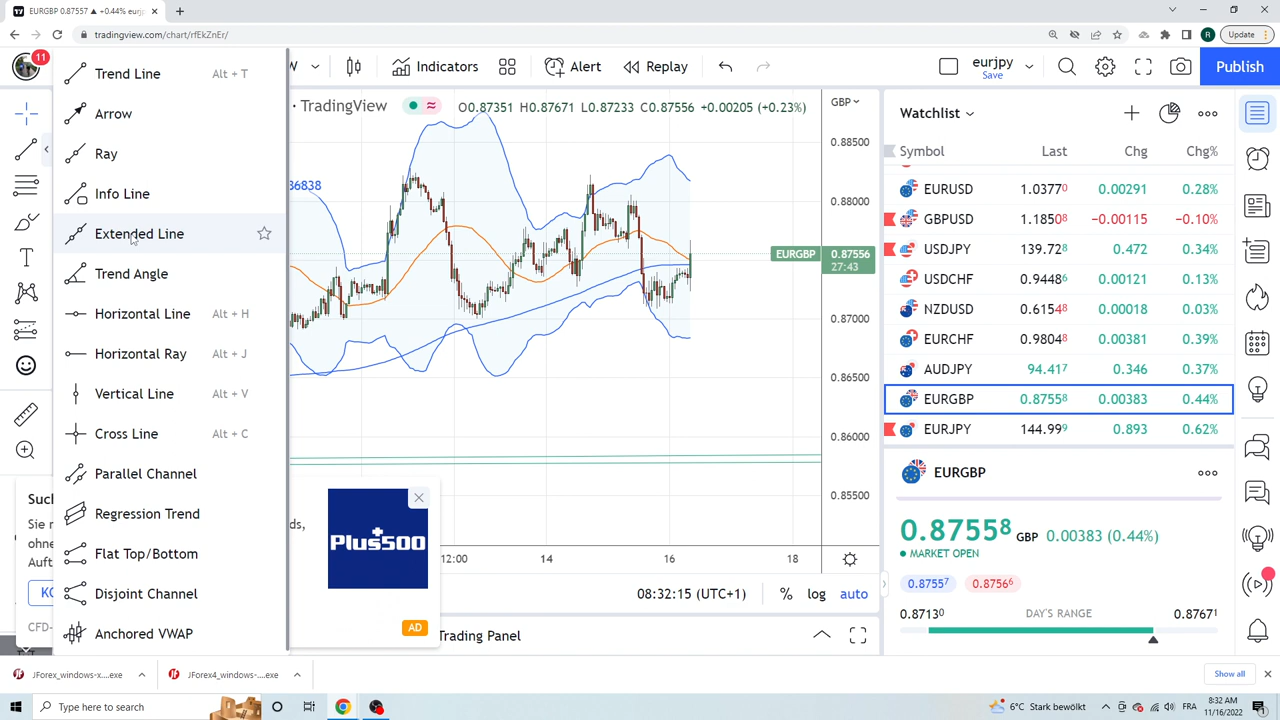 EURGBP 0.87557 ▲ +0.44% eurj
tradingview.com/chart/rfEkZnEr/
Update
11
W
Indicators
Alert
Replay
eurjpy
Save
Publish
Trend Line Alt + T
Arrow
Ray
Info Line
Extended Line
Trend Angle
Horizontal Line Alt + H
Horizontal Ray Alt + J
Vertical Line Alt + V
Cross Line Alt + C
Parallel Channel
Regression Trend
Flat Top/Bottom
Disjoint Channel
Anchored VWAP
• TradingView
O0.87351 H0.87671 L0.87233 C0.87556 +0.00205 (+0.23%)
36838
GBP
0.88500
0.88000
EURGBP 0.87556
27:43
0.87000
0.86500
0.86000
0.85500
12:00 14 16 18
08:32:15 (UTC+1) % log auto
Such
Sie
ds,
ohne
Auft
KO
CFD-
Plus500
AD
Trading Panel
Watchlist
Symbol Last Chg Chg%
EURUSD 1.03770 0.00291 0.28%
GBPUSD 1.18508 −0.00115 −0.10%
USDJPY 139.728 0.472 0.34%
USDCHF 0.94486 0.00121 0.13%
NZDUSD 0.61548 0.00018 0.03%
EURCHF 0.98048 0.00381 0.39%
AUDJPY 94.417 0.346 0.37%
EURGBP 0.87558 0.00383 0.44%
EURJPY 144.999 0.893 0.62%
EURGBP
0.87558 GBP 0.00383 (0.44%)
MARKET OPEN
0.87557 0.87566
0.87130 DAY'S RANGE 0.87671
JForex_windows-x....exe
JForex4_windows-....exe
Show all
Type here to search
6°C Stark bewölkt
FRA
8:32 AM
11/16/2022